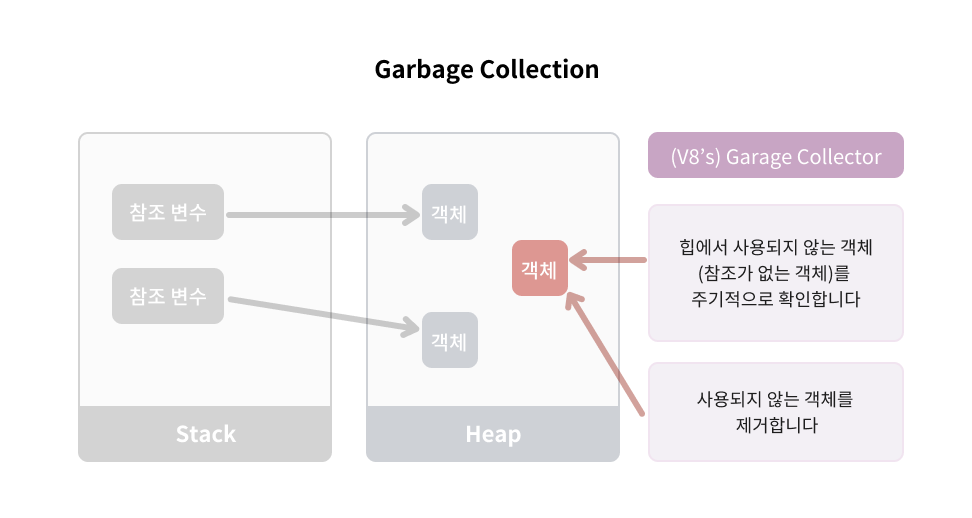 Garbage Collection
참조 변수
참조 변수
Stack
객체
객체
객체
Heap
(V8’s) Garage Collector
힙에서 사용되지 않는 객체
(참조가 없는 객체)를
주기적으로 확인합니다
사용되지 않는 객체를
제거합니다